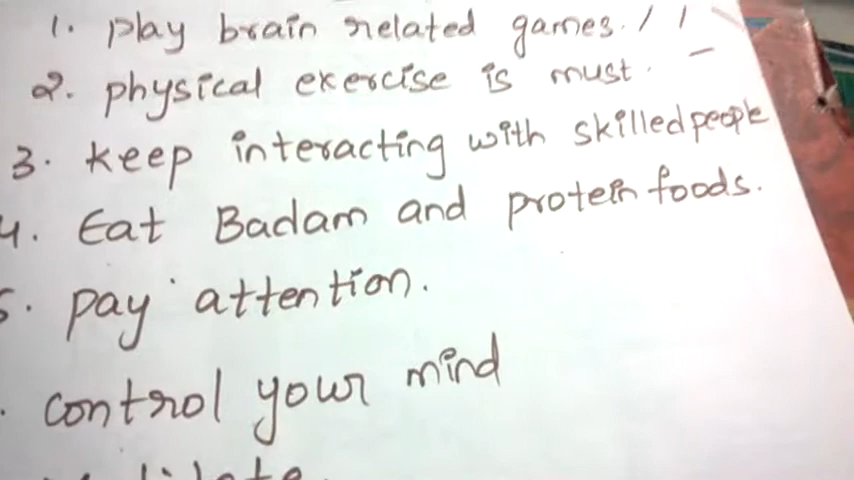 1. play brain related games. / /
2. physical exercise is must.
3. keep interacting with skilled people
4. Eat Badam and protein foods.
5. pay attention.
. control your mind